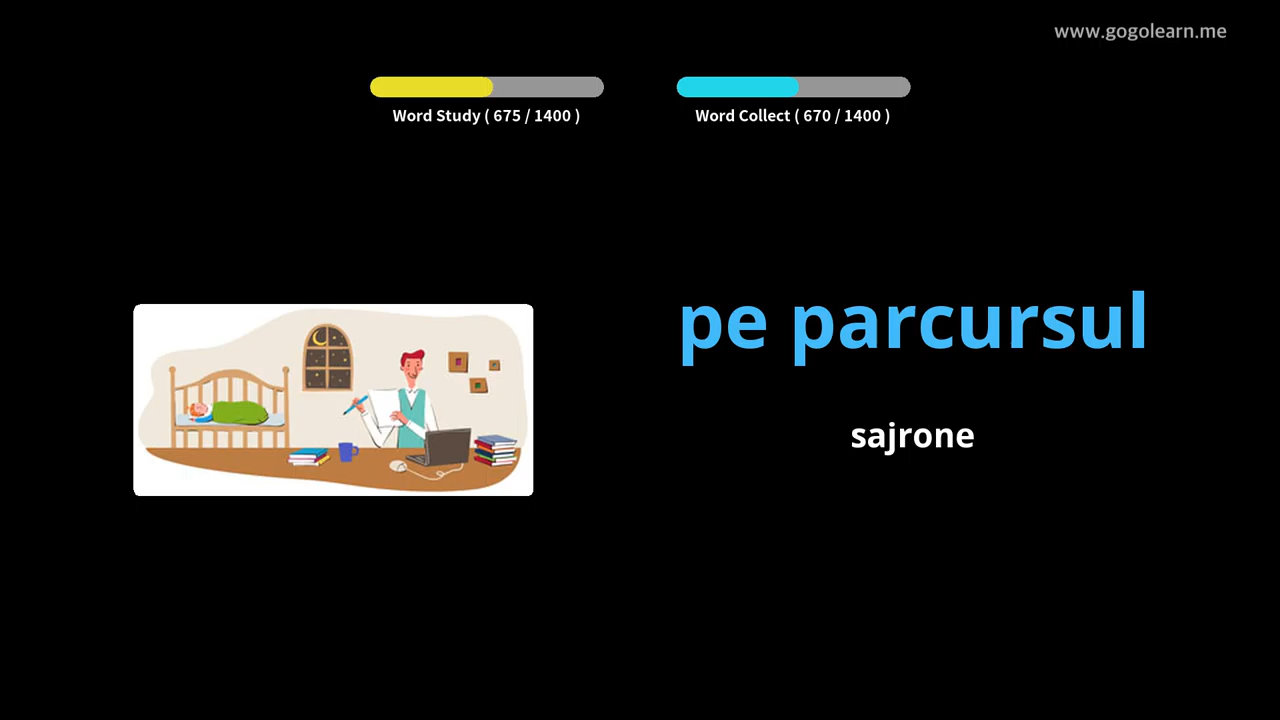 www.gogolearn.me
Word Study ( 675 / 1400 )
Word Collect ( 670 / 1400 )
pe parcursul
sajrone